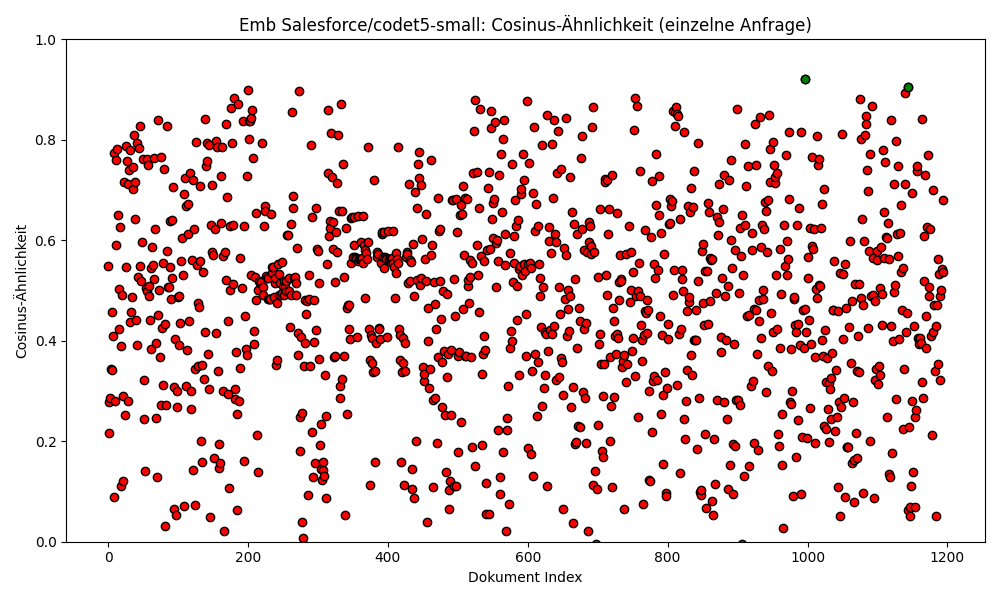 Emb Salesforce/codet5-small: Cosinus-Ähnlichkeit (einzelne Anfrage)
1.0
0.8
0.6
0.4
0.2
0.0
Cosinus-Ähnlichkeit
0 200 400 600 800 1000 1200
Dokument Index